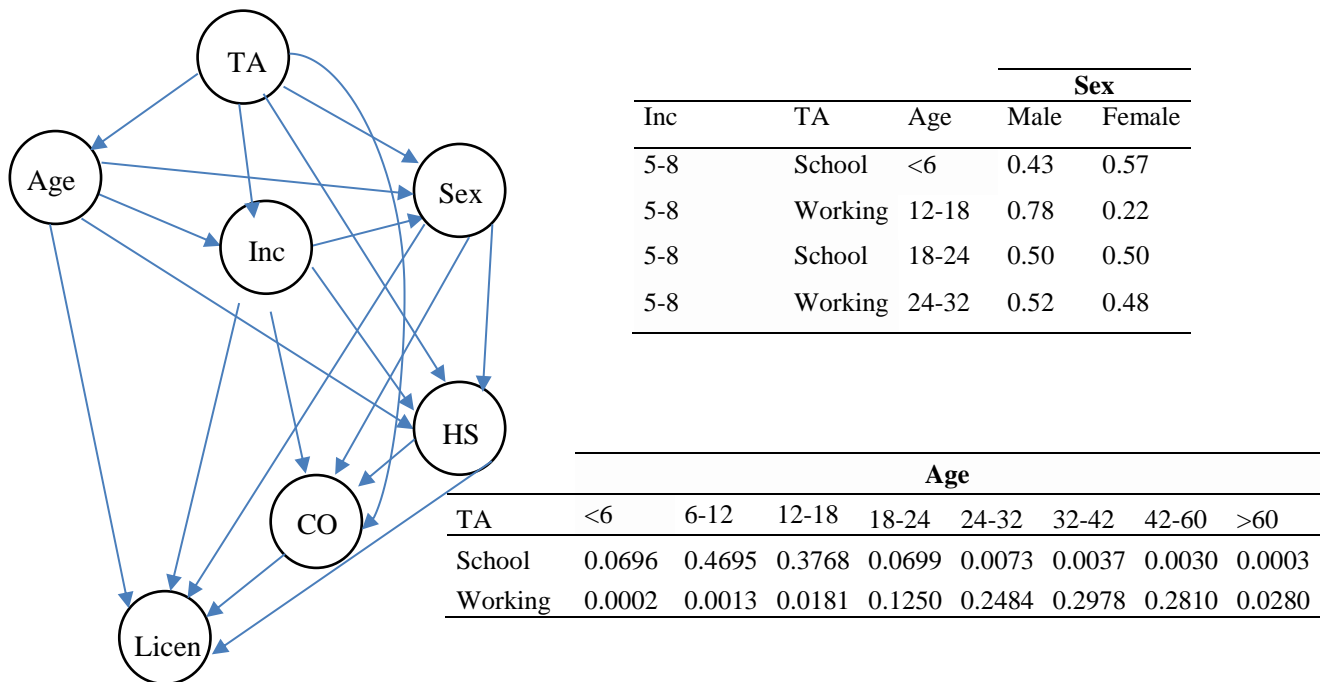 TA
Age
Sex
Inc
HS
CO
Licen
Sex
Inc TA Age Male Female
5-8 School <6 0.43 0.57
5-8 Working 12-18 0.78 0.22
5-8 School 18-24 0.50 0.50
5-8 Working 24-32 0.52 0.48
Age
TA <6 6-12 12-18 18-24 24-32 32-42 42-60 >60
School 0.0696 0.4695 0.3768 0.0699 0.0073 0.0037 0.0030 0.0003
Working 0.0002 0.0013 0.0181 0.1250 0.2484 0.2978 0.2810 0.0280